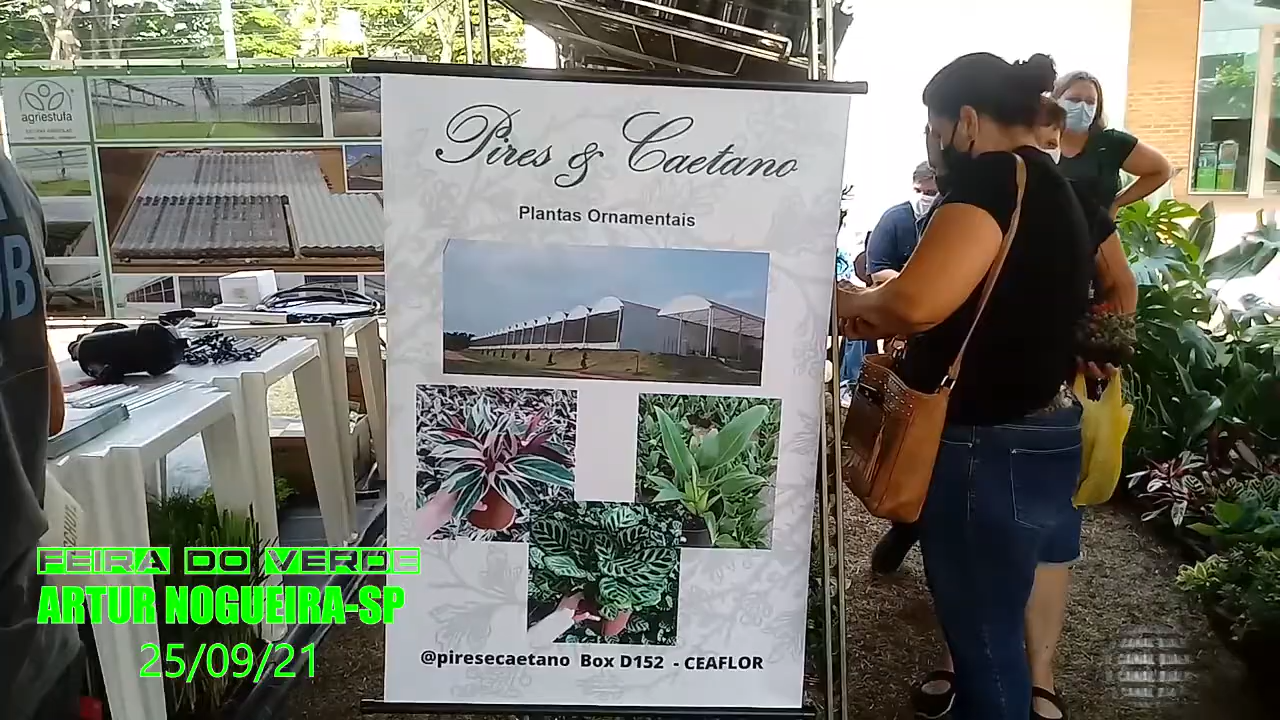 agriestufa
Pires & Caetano
Plantas Ornamentais
@piresecaetano Box D152 - CEAFLOR
FEIRA DO VERDE
ARTUR NOGUEIRA-SP
25/09/21